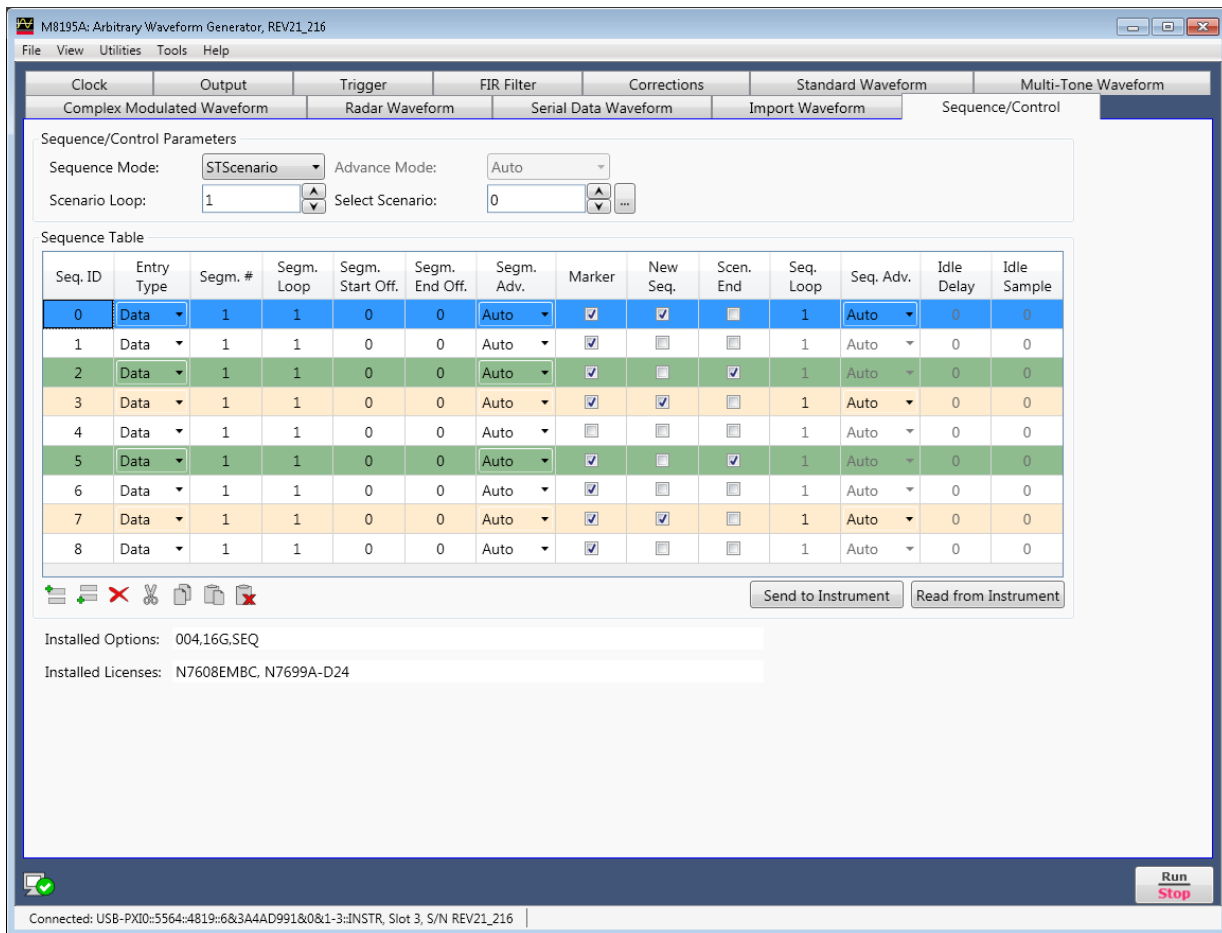 M8195A: Arbitrary Waveform Generator, REV21_216
File View Utilities Tools Help
Clock Output Trigger FIR Filter Corrections Standard Waveform Multi-Tone Waveform
Complex Modulated Waveform Radar Waveform Serial Data Waveform Import Waveform Sequence/Control
Sequence/Control Parameters
Sequence Mode: STScenario Advance Mode: Auto
Scenario Loop: 1 Select Scenario: 0 ...
Sequence Table
Seq. ID Entry Type Segm. # Segm. Loop Segm. Start Off. Segm. End Off. Segm. Adv. Marker New Seq. Scen. End Seq. Loop Seq. Adv. Idle Delay Idle Sample
0 Data 1 1 0 0 Auto 1 Auto 0 0
1 Data 1 1 0 0 Auto 1 Auto 0 0
2 Data 1 1 0 0 Auto 1 Auto 0 0
3 Data 1 1 0 0 Auto 1 Auto 0 0
4 Data 1 1 0 0 Auto 1 Auto 0 0
5 Data 1 1 0 0 Auto 1 Auto 0 0
6 Data 1 1 0 0 Auto 1 Auto 0 0
7 Data 1 1 0 0 Auto 1 Auto 0 0
8 Data 1 1 0 0 Auto 1 Auto 0 0
Send to Instrument Read from Instrument
Installed Options: 004,16G,SEQ
Installed Licenses: N7608EMBC, N7699A-D24
Run
Stop
Connected: USB-PXI0::5564::4819::6&3A4AD991&0&1-3::INSTR, Slot 3, S/N REV21_216